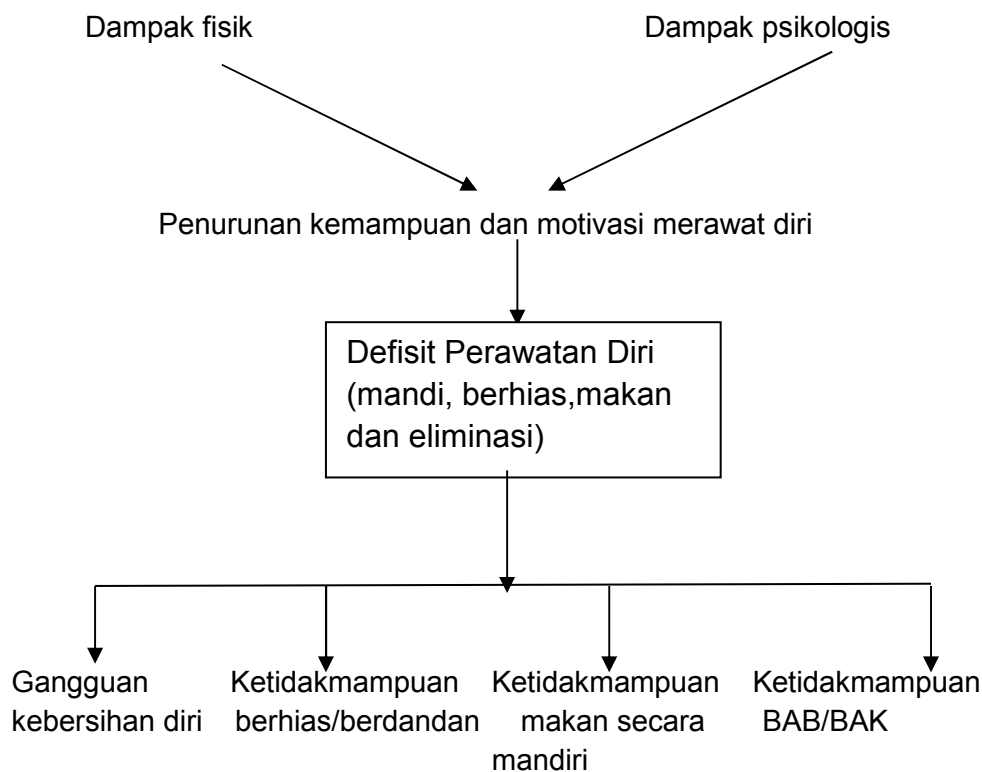 Dampak fisik
Dampak psikologis
Penurunan kemampuan dan motivasi merawat diri
Defisit Perawatan Diri
(mandi, berhias,makan
dan eliminasi)
Gangguan
kebersihan diri
Ketidakmampuan
berhias/berdandan
Ketidakmampuan
makan secara
mandiri
Ketidakmampuan
BAB/BAK